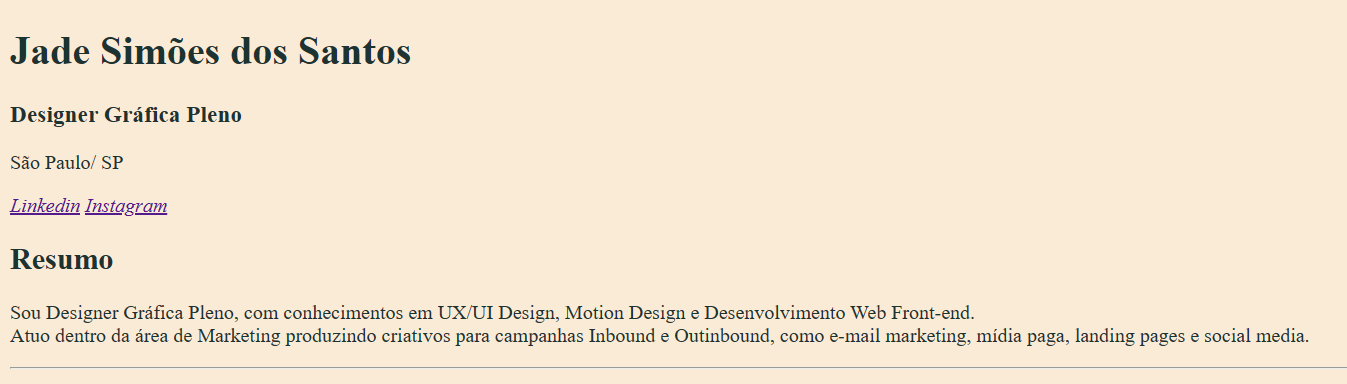 Jade Simões dos Santos
Designer Gráfica Pleno
São Paulo/ SP
Linkedin Instagram
Resumo
Sou Designer Gráfica Pleno, com conhecimentos em UX/UI Design, Motion Design e Desenvolvimento Web Front-end.
Atuo dentro da área de Marketing produzindo criativos para campanhas Inbound e Outinbound, como e-mail marketing, mídia paga, landing pages e social media.